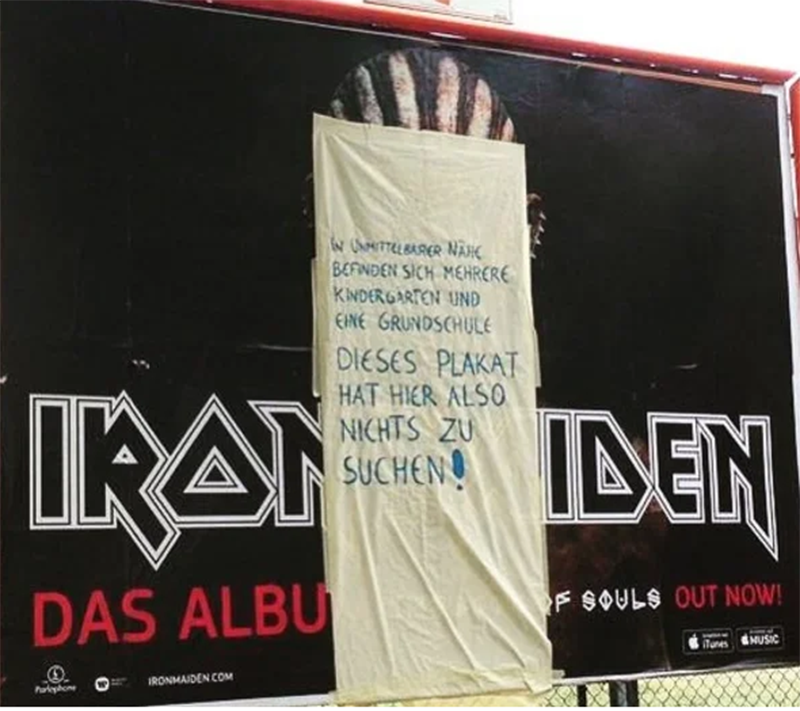 IN UNMITTELBARER NÄHE
BEFINDEN SICH MEHRERE
KINDERGÄRTEN UND
EINE GRUNDSCHULE
DIESES PLAKAT
HAT HIER ALSO
NICHTS ZU
SUCHEN!
IRON IDEN
DAS ALBU F SOULS OUT NOW!
Parlophone IRONMAIDEN.COM iTunes MUSIC